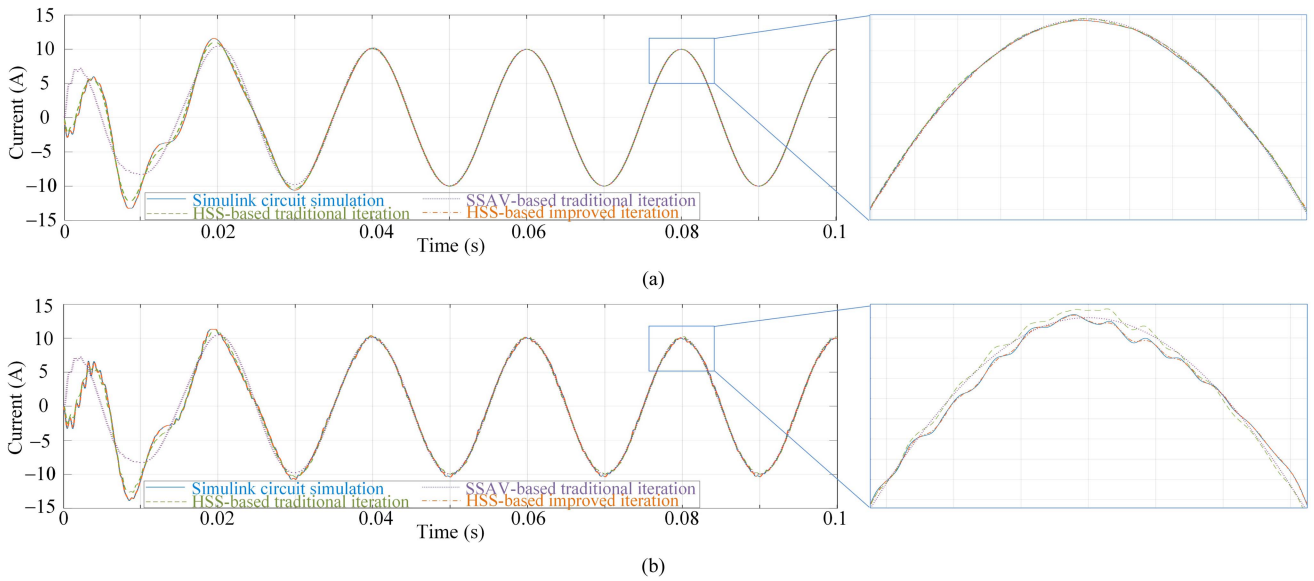 15
10
5
0
−5
−10
−15
Current (A)
Simulink circuit simulation
SSAV-based traditional iteration
HSS-based traditional iteration
HSS-based improved iteration
0 0.02 0.04 0.06 0.08 0.1
Time (s)
(a)
15
10
5
0
−5
−10
−15
Current (A)
Simulink circuit simulation
SSAV-based traditional iteration
HSS-based traditional iteration
HSS-based improved iteration
0 0.02 0.04 0.06 0.08 0.1
Time (s)
(b)